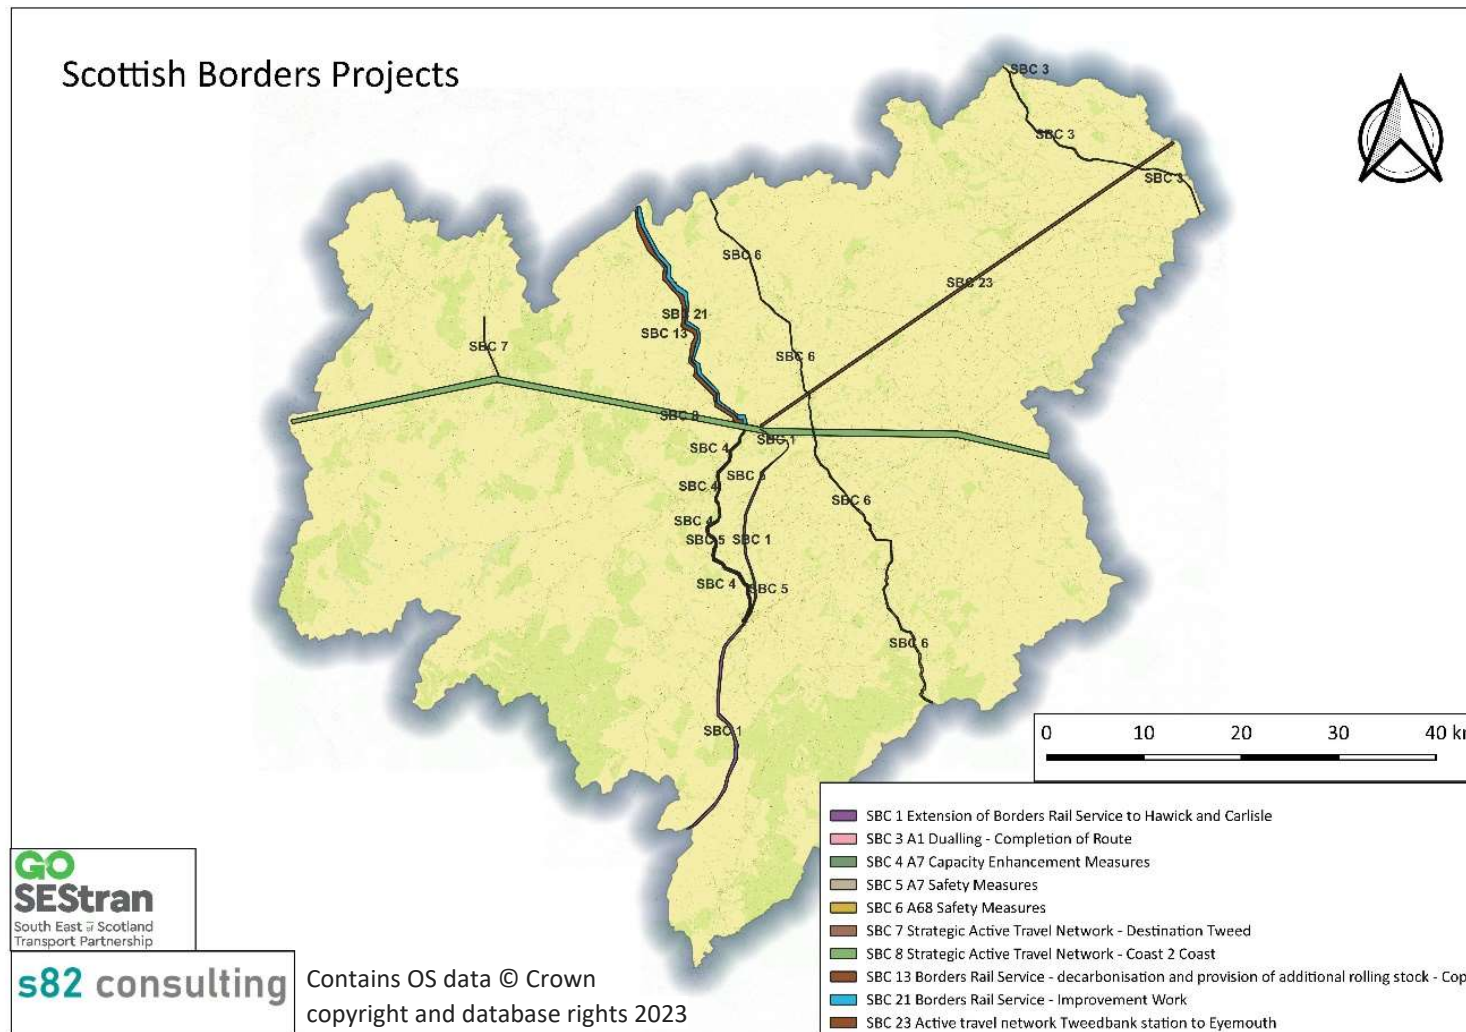 Scottish Borders Projects
SBC 3
SBC 3
SBC 3
SBC 6
SBC 23
SBC 21
SBC 13
SBC 7
SBC 6
SBC 8
SBC 1
SBC 4
SBC 5
SBC 4
SBC 6
SBC 4
SBC 5
SBC 1
SBC 4
SBC 5
SBC 6
SBC 1
0 10 20 30 40 km
SBC 1 Extension of Borders Rail Service to Hawick and Carlisle
SBC 3 A1 Dualling - Completion of Route
SBC 4 A7 Capacity Enhancement Measures
SBC 5 A7 Safety Measures
SBC 6 A68 Safety Measures
SBC 7 Strategic Active Travel Network - Destination Tweed
SBC 8 Strategic Active Travel Network - Coast 2 Coast
SBC 13 Borders Rail Service - decarbonisation and provision of additional rolling stock - Cop
SBC 21 Borders Rail Service - Improvement Work
SBC 23 Active travel network Tweedbank station to Eyemouth
GO
SEStran
South East of Scotland
Transport Partnership
s82 consulting
Contains OS data © Crown
copyright and database rights 2023